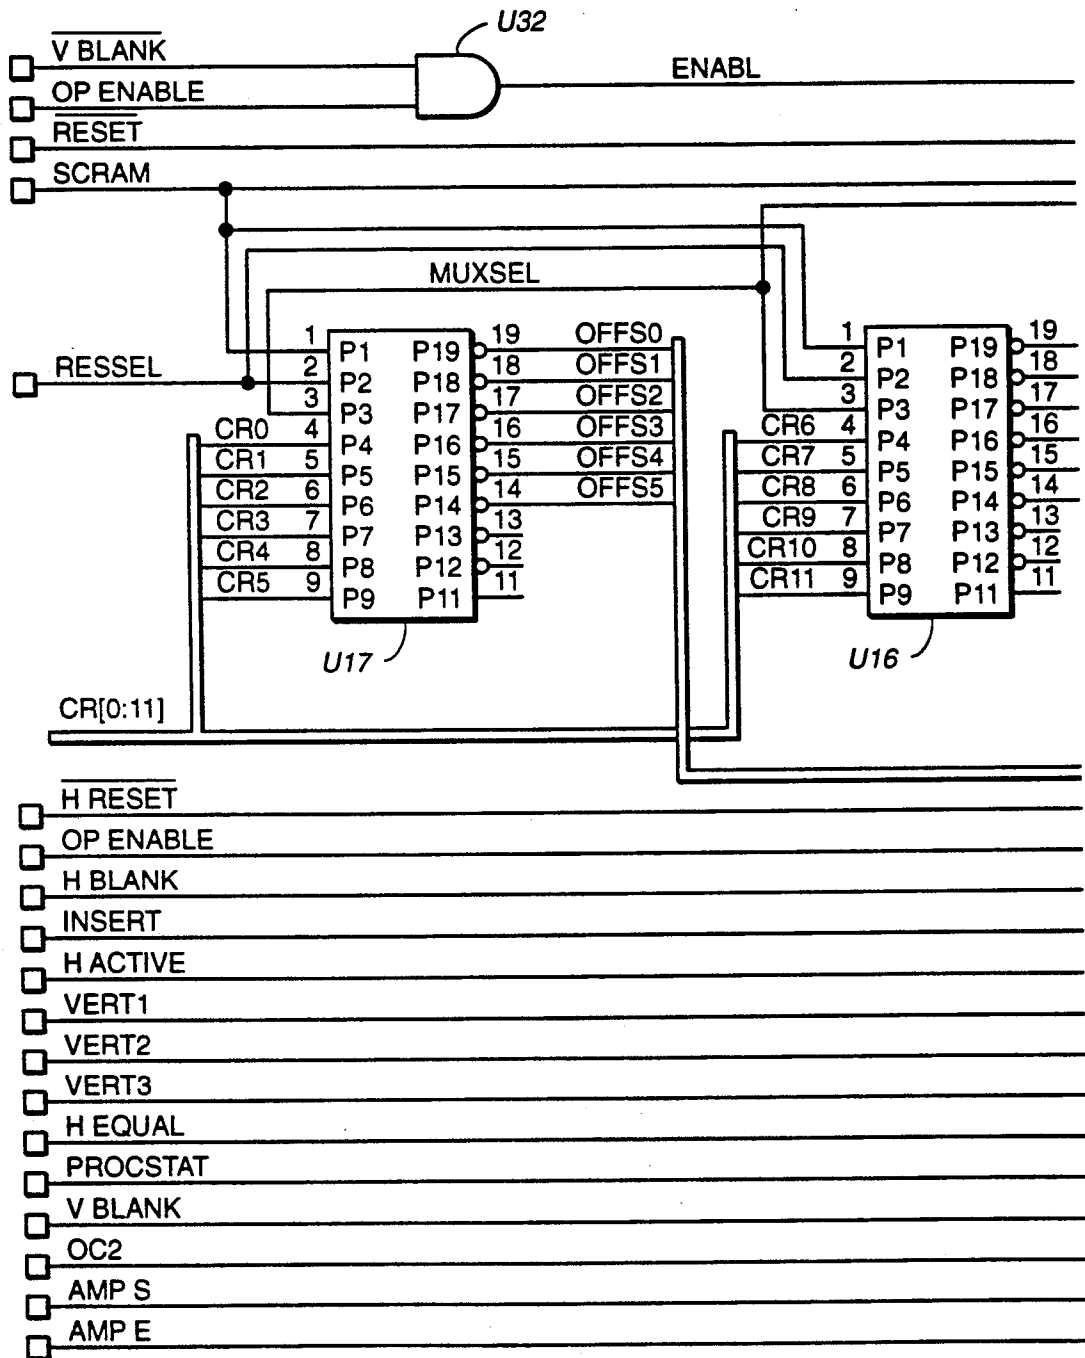 U32
V BLANK
OP ENABLE
ENABL
RESET
SCRAM
MUXSEL
RESSEL
1 P1 P19 19 OFFS0
2 P2 P18 18 OFFS1
3 P3 P17 17 OFFS2
CR0 4 P4 P16 16 OFFS3
CR1 5 P5 P15 15 OFFS4
CR2 6 P6 P14 14 OFFS5
CR3 7 P7 P13 13
CR4 8 P8 P12 12
CR5 9 P9 P11 11
U17
1 P1 P19 19
2 P2 P18 18
3 P3 P17 17
CR6 4 P4 P16 16
CR7 5 P5 P15 15
CR8 6 P6 P14 14
CR9 7 P7 P13 13
CR10 8 P8 P12 12
CR11 9 P9 P11 11
U16
CR[0:11]
H RESET
OP ENABLE
H BLANK
INSERT
H ACTIVE
VERT1
VERT2
VERT3
H EQUAL
PROCSTAT
V BLANK
OC2
AMP S
AMP E